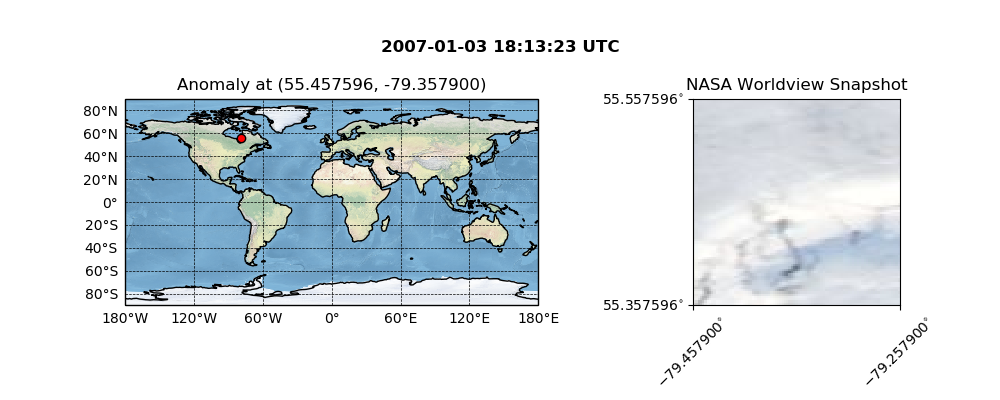 2007-01-03 18:13:23 UTC
Anomaly at (55.457596, -79.357900)
80°N
60°N
40°N
20°N
0°
20°S
40°S
60°S
80°S
180°W 120°W 60°W 0° 60°E 120°E 180°E
NASA Worldview Snapshot
55.557596°
55.357596°
−79.457900°
−79.257900°